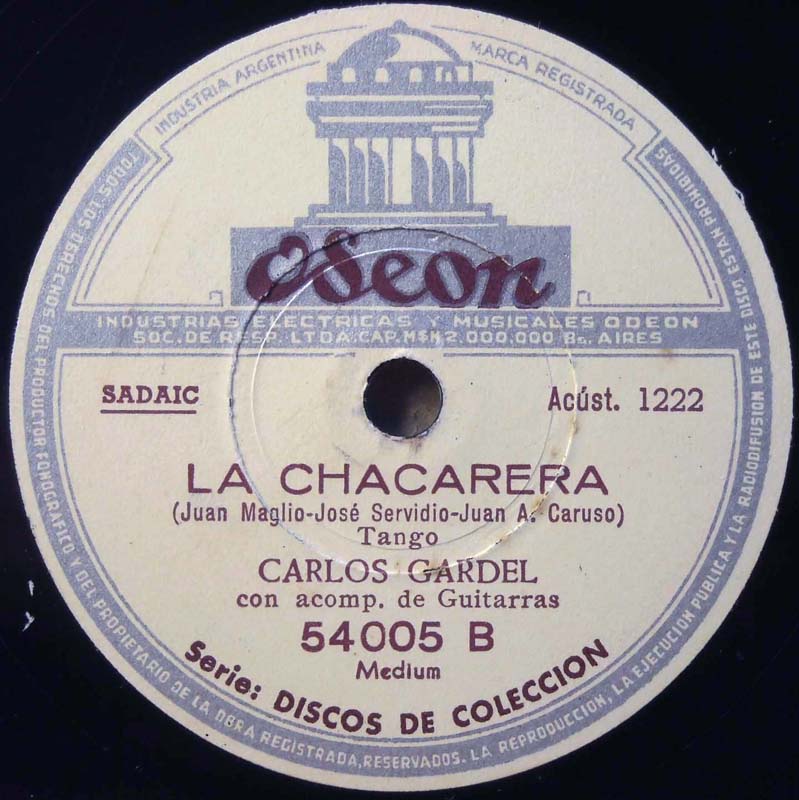 INDUSTRIA ARGENTINA
MARCA REGISTRADA
Odeon
INDUSTRIAS ELECTRICAS Y MUSICALES ODEON
SOC. DE RESP. LTDA. CAP. M$N 2.000.000 Bs. AIRES
SADAIC
Acúst. 1222
LA CHACARERA
(Juan Maglio-José Servidio-Juan A. Caruso)
Tango
CARLOS GARDEL
con acomp. de Guitarras
54005 B
Medium
Serie: DISCOS DE COLECCION
TODOS LOS DERECHOS DEL PRODUCTOR FONOGRAFICO Y DEL PROPIETARIO DE LA OBRA REGISTRADA, RESERVADOS. LA REPRODUCCION, LA EJECUCION PUBLICA Y LA RADIODIFUSION DE ESTE DISCO ESTAN PROHIBIDAS